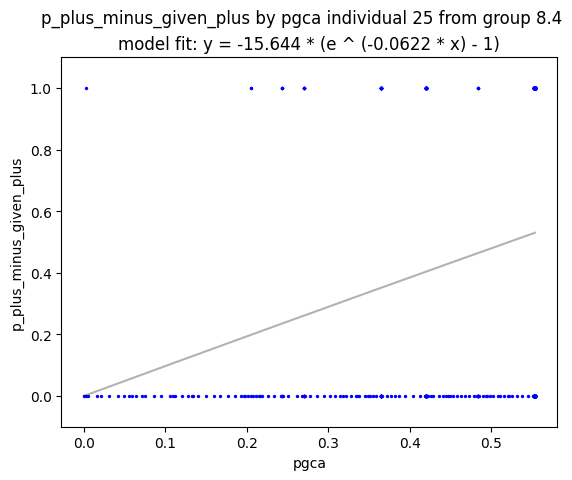 p_plus_minus_given_plus by pgca individual 25 from group 8.4
model fit: y = -15.644 * (e ^ (-0.0622 * x) - 1)
1.0
0.8
0.6
0.4
0.2
0.0
p_plus_minus_given_plus
0.0 0.1 0.2 0.3 0.4 0.5
pgca